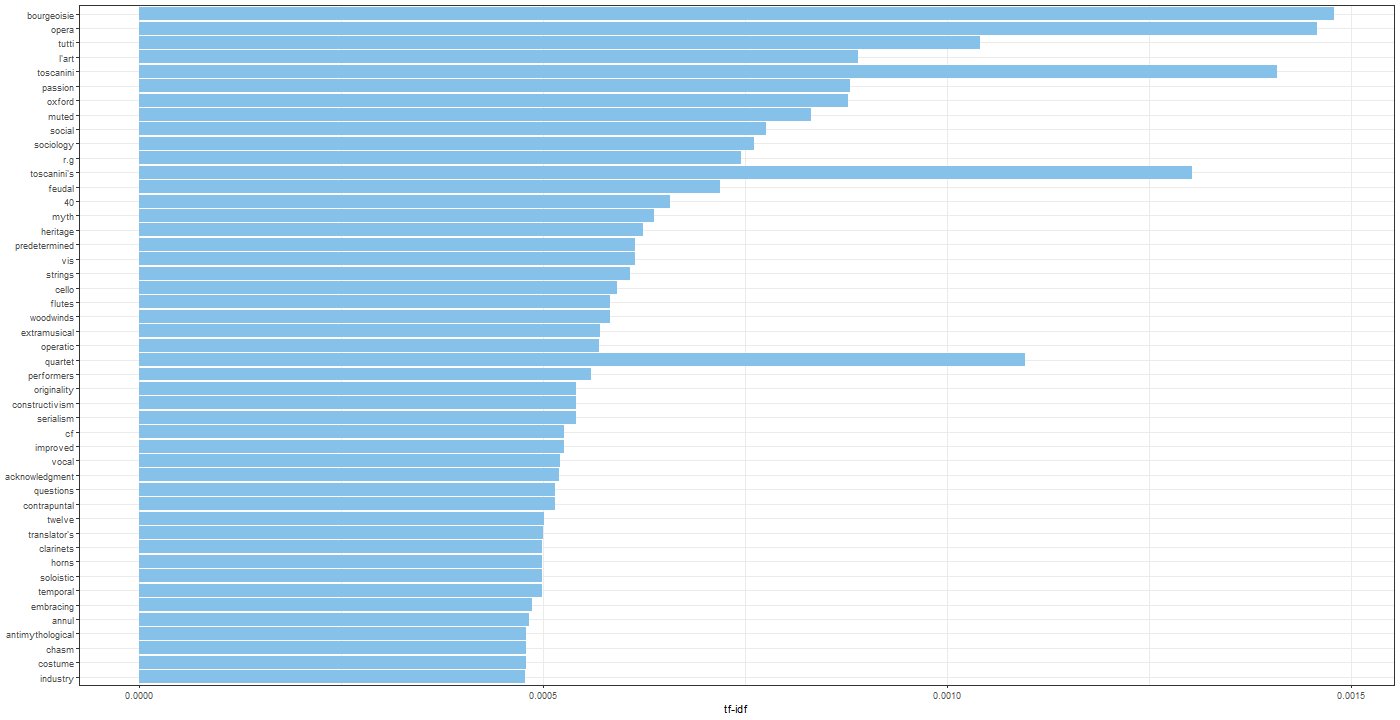 bourgeoisie
opera
tutti
l'art
toscanini
passion
oxford
muted
social
sociology
r.g
toscanini's
feudal
40
myth
heritage
predetermined
vis
strings
cello
flutes
woodwinds
extramusical
operatic
quartet
performers
originality
constructivism
serialism
cf
improved
vocal
acknowledgment
questions
contrapuntal
twelve
translator's
clarinets
horns
soloistic
temporal
embracing
annul
antimythological
chasm
costume
industry
0.0000 0.0005 0.0010 0.0015
tf-idf